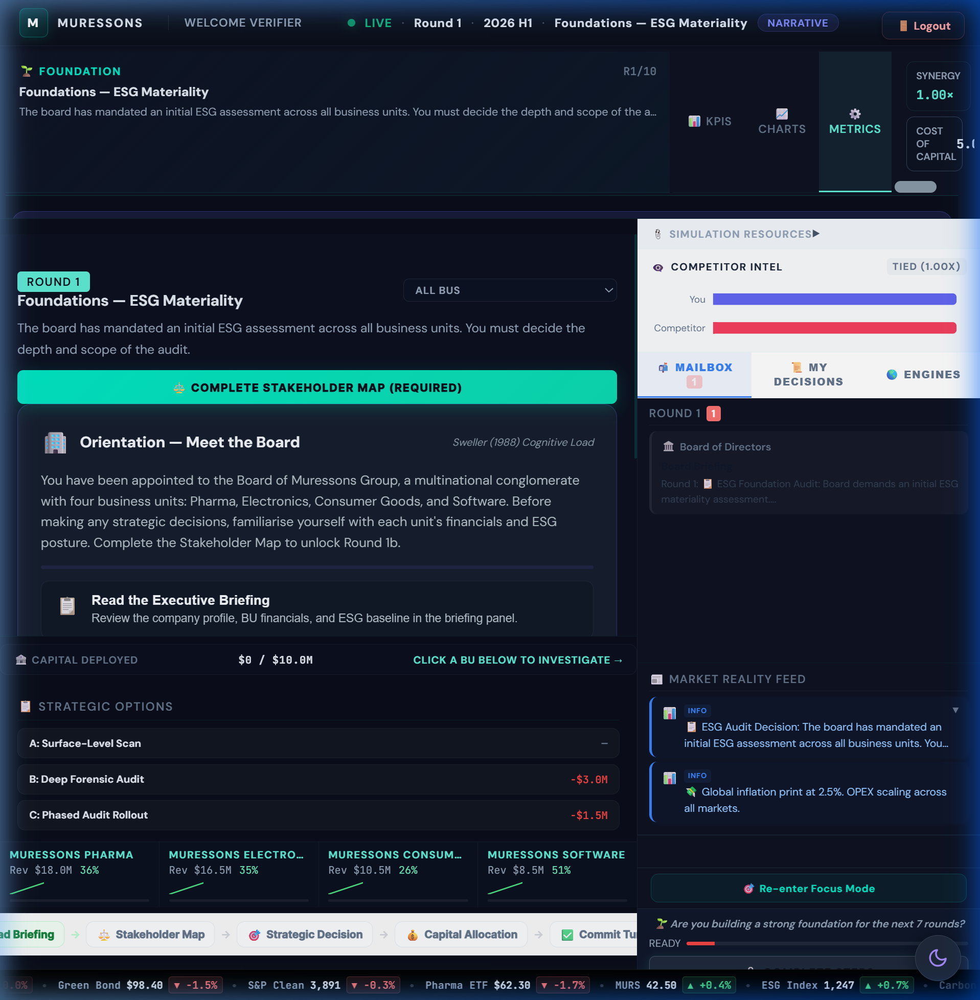 M MURESSONS WELCOME VERIFIER LIVE · Round 1 · 2026 H1 · Foundations — ESG Materiality NARRATIVE Logout
FOUNDATION R1/10
Foundations — ESG Materiality
The board has mandated an initial ESG assessment across all business units. You must decide the depth and scope of the a...
KPIS
CHARTS
METRICS
SYNERGY
1.00×
COST
OF
CAPITAL
5.0
ROUND 1
Foundations — ESG Materiality
ALL BUS
The board has mandated an initial ESG assessment across all business units. You must decide the
depth and scope of the audit.
COMPLETE STAKEHOLDER MAP (REQUIRED)
Orientation — Meet the Board
Sweller (1988) Cognitive Load
You have been appointed to the Board of Muressons Group, a multinational conglomerate
with four business units: Pharma, Electronics, Consumer Goods, and Software. Before
making any strategic decisions, familiarise yourself with each unit's financials and ESG
posture. Complete the Stakeholder Map to unlock Round 1b.
Read the Executive Briefing
Review the company profile, BU financials, and ESG baseline in the briefing panel.
CAPITAL DEPLOYED $0 / $10.0M CLICK A BU BELOW TO INVESTIGATE →
STRATEGIC OPTIONS
A: Surface-Level Scan —
B: Deep Forensic Audit -$3.0M
C: Phased Audit Rollout -$1.5M
MURESSONS PHARMA
Rev $18.0M 36%
MURESSONS ELECTRO...
Rev $16.5M 35%
MURESSONS CONSUM...
Rev $10.5M 26%
MURESSONS SOFTWARE
Rev $8.5M 51%
ad Briefing → Stakeholder Map → Strategic Decision → Capital Allocation → Commit Tu
SIMULATION RESOURCES▶
COMPETITOR INTEL TIED (1.00X)
You
Competitor
MAILBOX
1
MY
DECISIONS
ENGINES
ROUND 1 1
Board of Directors
Board Briefing
Round 1: ESG Foundation Audit: Board demands an initial ESG
materiality assessment....
MARKET REALITY FEED
INFO ▼
ESG Audit Decision: The board has mandated an
initial ESG assessment across all business units. You...
INFO
Global inflation print at 2.5%. OPEX scaling across
all markets.
Re-enter Focus Mode
Are you building a strong foundation for the next 7 rounds?
READY
0.0% • Green Bond $98.40 ▼ -1.5% • S&P Clean 3,891 ▼ -0.3% • Pharma ETF $62.30 ▼ -1.7% • MURS 42.50 ▲ +0.4% • ESG Index 1,247 ▲ +0.7% • Carbon